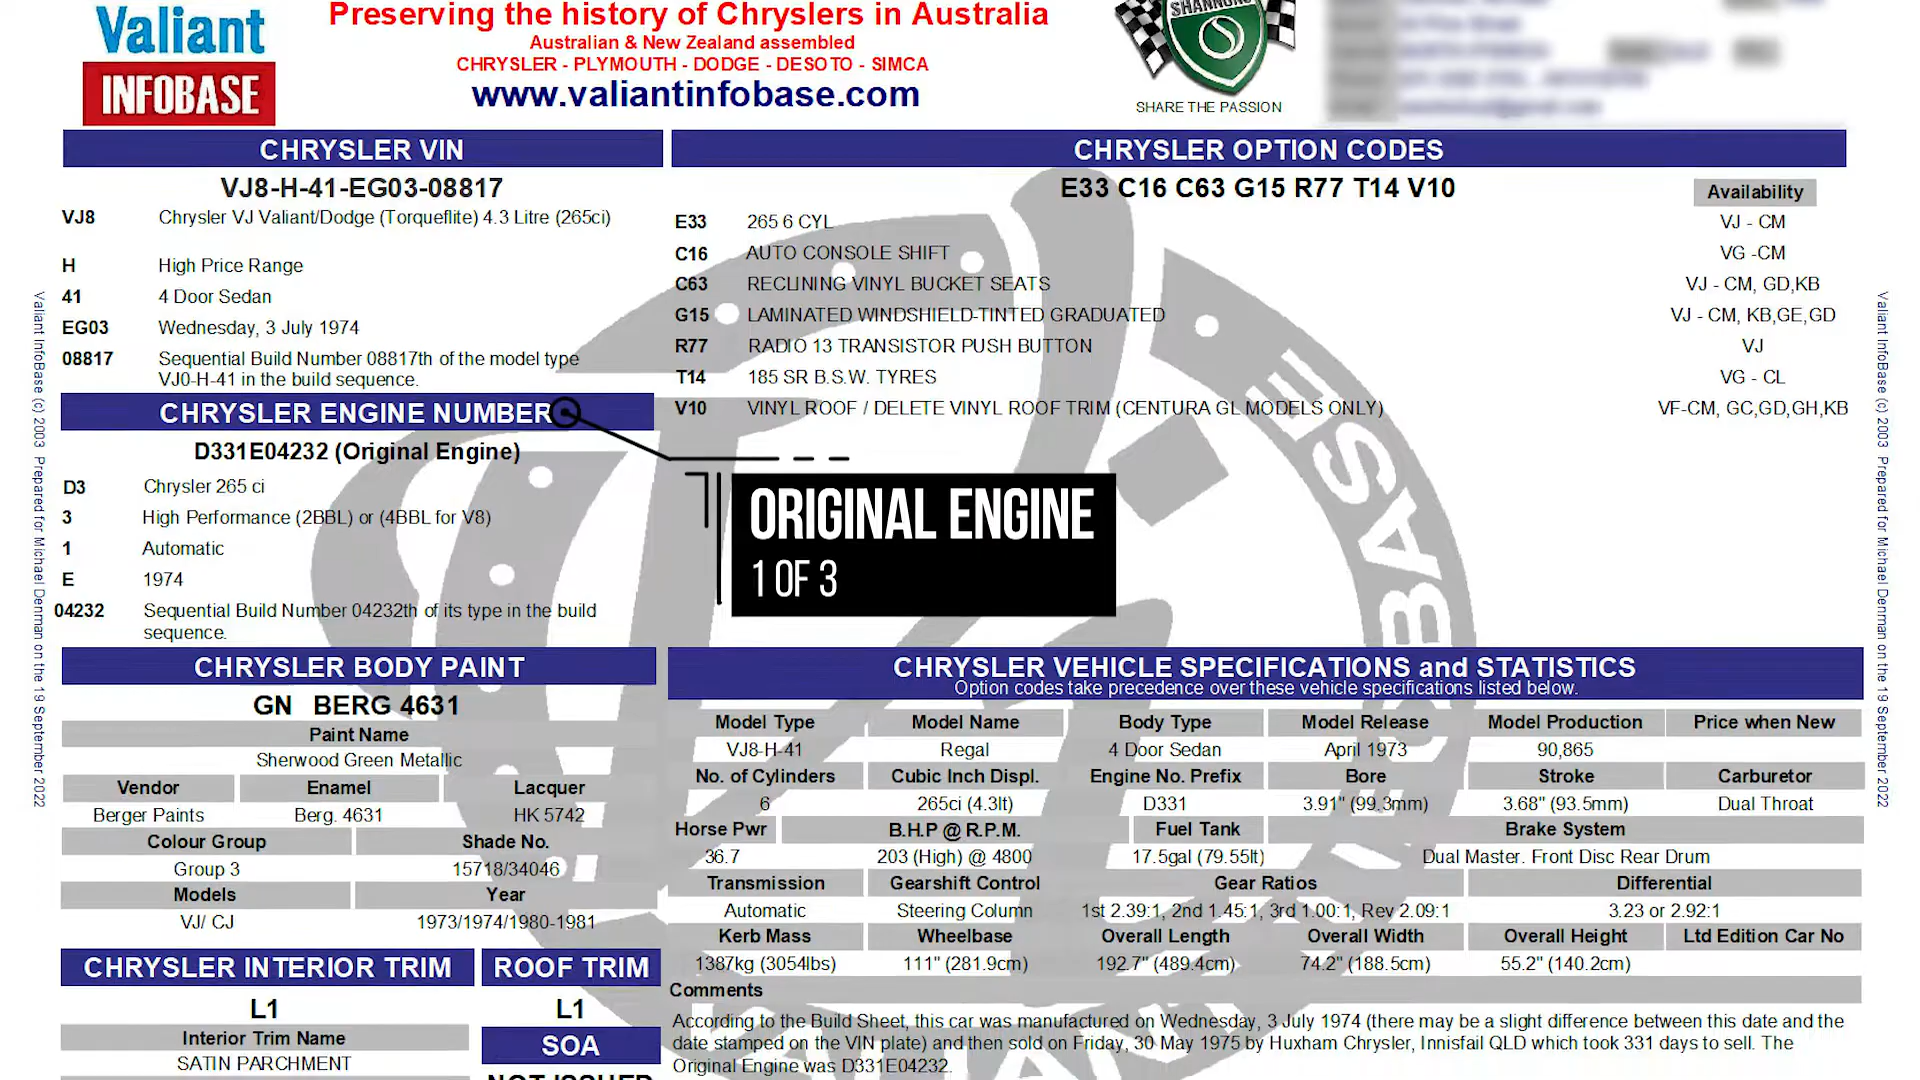 Valiant
INFOBASE
Preserving the history of Chryslers in Australia
Australian & New Zealand assembled
CHRYSLER - PLYMOUTH - DODGE - DESOTO - SIMCA
www.valiantinfobase.com
SHANNONS
SHARE THE PASSION
CHRYSLER VIN
VJ8-H-41-EG03-08817
VJ8 Chrysler VJ Valiant/Dodge (Torqueflite) 4.3 Litre (265ci)
H High Price Range
41 4 Door Sedan
EG03 Wednesday, 3 July 1974
08817 Sequential Build Number 08817th of the model type
VJ0-H-41 in the build sequence.
CHRYSLER OPTION CODES
E33 C16 C63 G15 R77 T14 V10
Availability
E33 265 6 CYL VJ - CM
C16 AUTO CONSOLE SHIFT VG -CM
C63 RECLINING VINYL BUCKET SEATS VJ - CM, GD,KB
G15 LAMINATED WINDSHIELD-TINTED GRADUATED VJ - CM, KB,GE,GD
R77 RADIO 13 TRANSISTOR PUSH BUTTON VJ
T14 185 SR B.S.W. TYRES VG - CL
V10 VINYL ROOF / DELETE VINYL ROOF TRIM (CENTURA GL MODELS ONLY) VF-CM, GC,GD,GH,KB
CHRYSLER ENGINE NUMBER
D331E04232 (Original Engine)
D3 Chrysler 265 ci
3 High Performance (2BBL) or (4BBL for V8)
1 Automatic
E 1974
04232 Sequential Build Number 04232th of its type in the build
sequence.
ORIGINAL ENGINE
1 OF 3
CHRYSLER BODY PAINT
GN BERG 4631
Paint Name
Sherwood Green Metallic
Vendor Enamel Lacquer
Berger Paints Berg. 4631 HK 5742
Colour Group Shade No.
Group 3 15718/34046
Models Year
VJ/ CJ 1973/1974/1980-1981
CHRYSLER INTERIOR TRIM
L1
Interior Trim Name
SATIN PARCHMENT
ROOF TRIM
L1
SOA
NOT ISSUED
CHRYSLER VEHICLE SPECIFICATIONS and STATISTICS
Option codes take precedence over these vehicle specifications listed below.
Model Type Model Name Body Type Model Release Model Production Price when New
VJ8-H-41 Regal 4 Door Sedan April 1973 90,865
No. of Cylinders Cubic Inch Displ. Engine No. Prefix Bore Stroke Carburetor
6 265ci (4.3lt) D331 3.91" (99.3mm) 3.68" (93.5mm) Dual Throat
Horse Pwr B.H.P @ R.P.M. Fuel Tank Brake System
36.7 203 (High) @ 4800 17.5gal (79.55lt) Dual Master. Front Disc Rear Drum
Transmission Gearshift Control Gear Ratios Differential
Automatic Steering Column 1st 2.39:1, 2nd 1.45:1, 3rd 1.00:1, Rev 2.09:1 3.23 or 2.92:1
Kerb Mass Wheelbase Overall Length Overall Width Overall Height Ltd Edition Car No
1387kg (3054lbs) 111" (281.9cm) 192.7" (489.4cm) 74.2" (188.5cm) 55.2" (140.2cm)
Comments
According to the Build Sheet, this car was manufactured on Wednesday, 3 July 1974 (there may be a slight difference between this date and the
date stamped on the VIN plate) and then sold on Friday, 30 May 1975 by Huxham Chrysler, Innisfail QLD which took 331 days to sell. The
Original Engine was D331E04232.
Valiant InfoBase (c) 2003 Prepared for Michael Denman on the 19 September 2022
Valiant InfoBase (c) 2003 Prepared for Michael Denman on the 19 September 2022